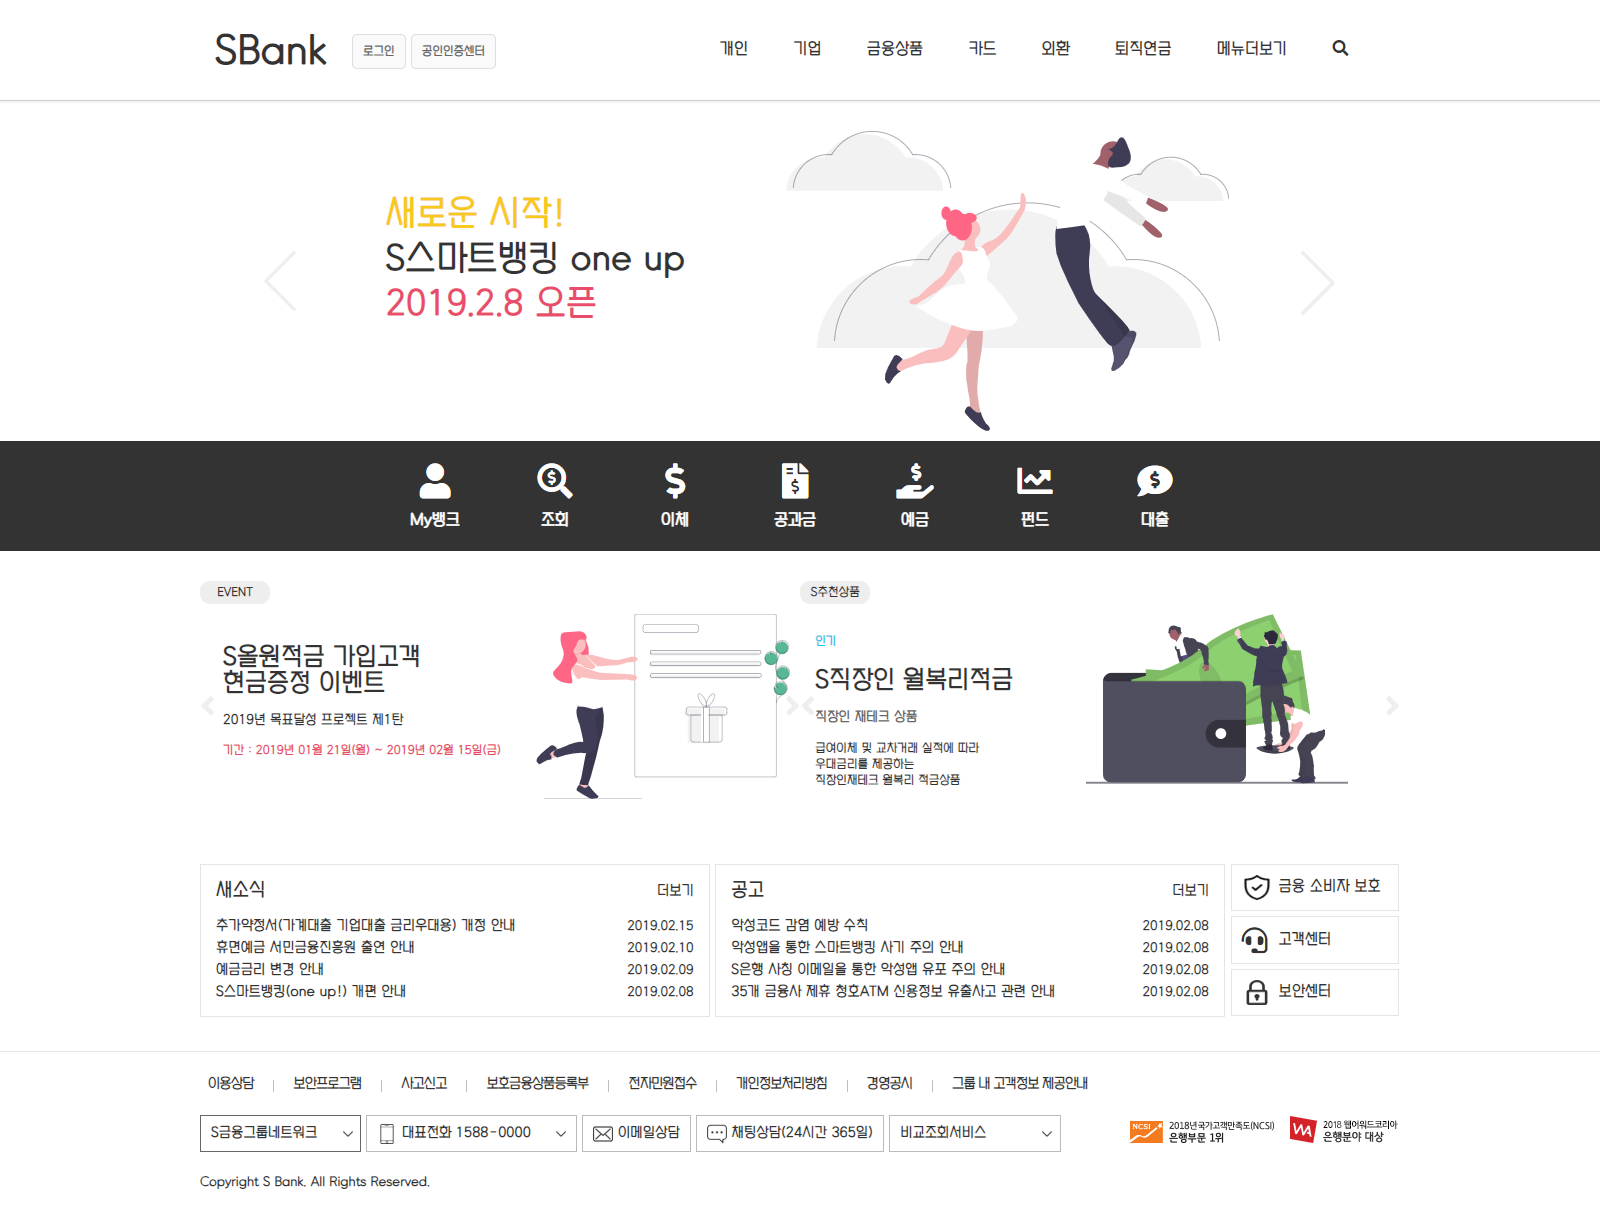 SBank
로그인
공인인증센터
개인
기업
금융상품
카드
외환
퇴직연금
메뉴더보기
새로운 시작!
S스마트뱅킹 one up
2019.2.8 오픈
My뱅크
조회
이체
공과금
예금
펀드
대출
EVENT
S올원적금 가입고객
현금증정 이벤트
2019년 목표달성 프로젝트 제1탄
기간 : 2019년 01월 21일(월) ~ 2019년 02월 15일(금)
S추천상품
인기
S직장인 월복리적금
직장인 재테크 상품
급여이체 및 교차거래 실적에 따라
우대금리를 제공하는
직장인재테크 월복리 적금상품
새소식
더보기
추가약정서(가계대출 기업대출 금리우대용) 개정 안내 2019.02.15
휴면예금 서민금융진흥원 출연 안내 2019.02.10
예금금리 변경 안내 2019.02.09
S스마트뱅킹(one up!) 개편 안내 2019.02.08
공고
더보기
악성코드 감염 예방 수칙 2019.02.08
악성앱을 통한 스마트뱅킹 사기 주의 안내 2019.02.08
S은행 사칭 이메일을 통한 악성앱 유포 주의 안내 2019.02.08
35개 금융사 제휴 청호ATM 신용정보 유출사고 관련 안내 2019.02.08
금융 소비자 보호
고객센터
보안센터
이용상담
보안프로그램
사고신고
보호금융상품등록부
전자민원접수
개인정보처리방침
경영공시
그룹 내 고객정보 제공안내
S금융그룹네트워크
대표전화 1588-0000
이메일상담
채팅상담(24시간 365일)
비교조회서비스
NCSI
2018년국가고객만족도(NCSI)
은행부문 1위
WA
2018 웹어워드코리아
은행분야 대상
Copyright S Bank. All Rights Reserved.